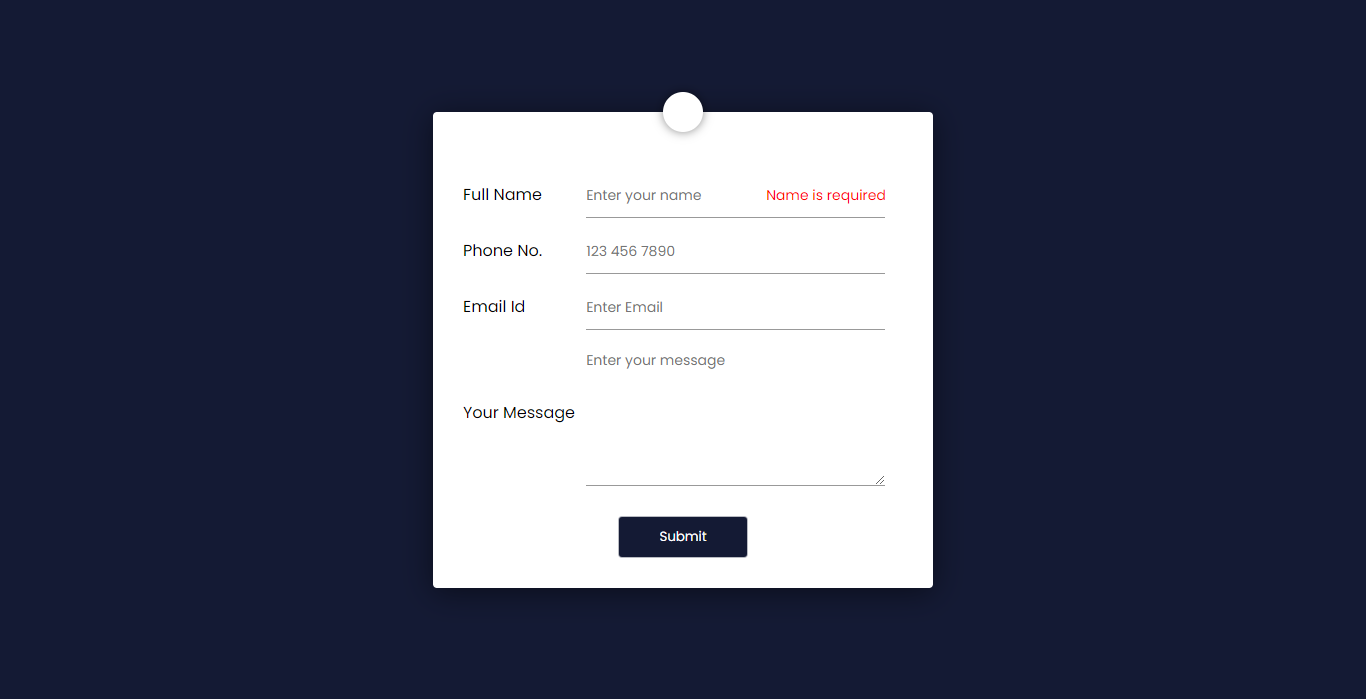 Full Name Enter your name Name is required
Phone No. 123 456 7890
Email Id Enter Email
Enter your message
Your Message
Submit